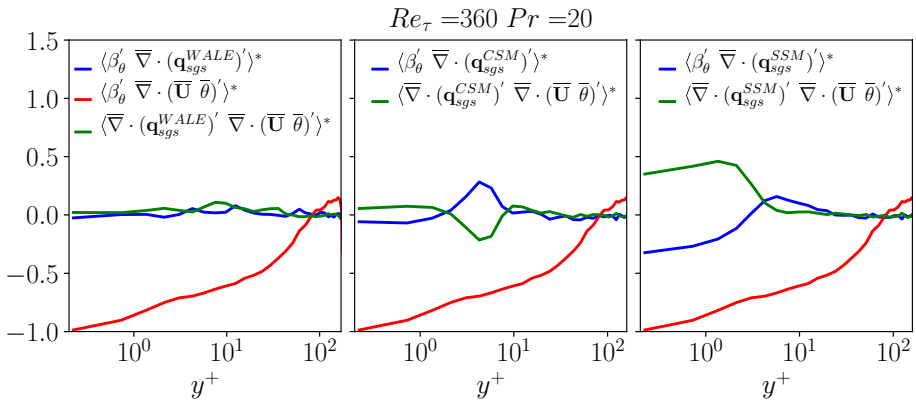 Re_τ =360 Pr =20
1.5
1.0
0.5
0.0
−0.5
−1.0
⟨β′_θ ∇̅ · (q_sgs^WALE)′⟩*
⟨β′_θ ∇̅ · (U̅ θ̅)′⟩*
⟨∇̅ · (q_sgs^WALE)′ ∇̅ · (U̅ θ̅)′⟩*
⟨β′_θ ∇̅ · (q_sgs^CSM)′⟩*
⟨∇̅ · (q_sgs^CSM)′ ∇̅ · (U̅ θ̅)′⟩*
⟨β′_θ ∇̅ · (q_sgs^SSM)′⟩*
⟨∇̅ · (q_sgs^SSM)′ ∇̅ · (U̅ θ̅)′⟩*
10^0 10^1 10^2
10^0 10^1 10^2
10^0 10^1 10^2
y^+
y^+
y^+